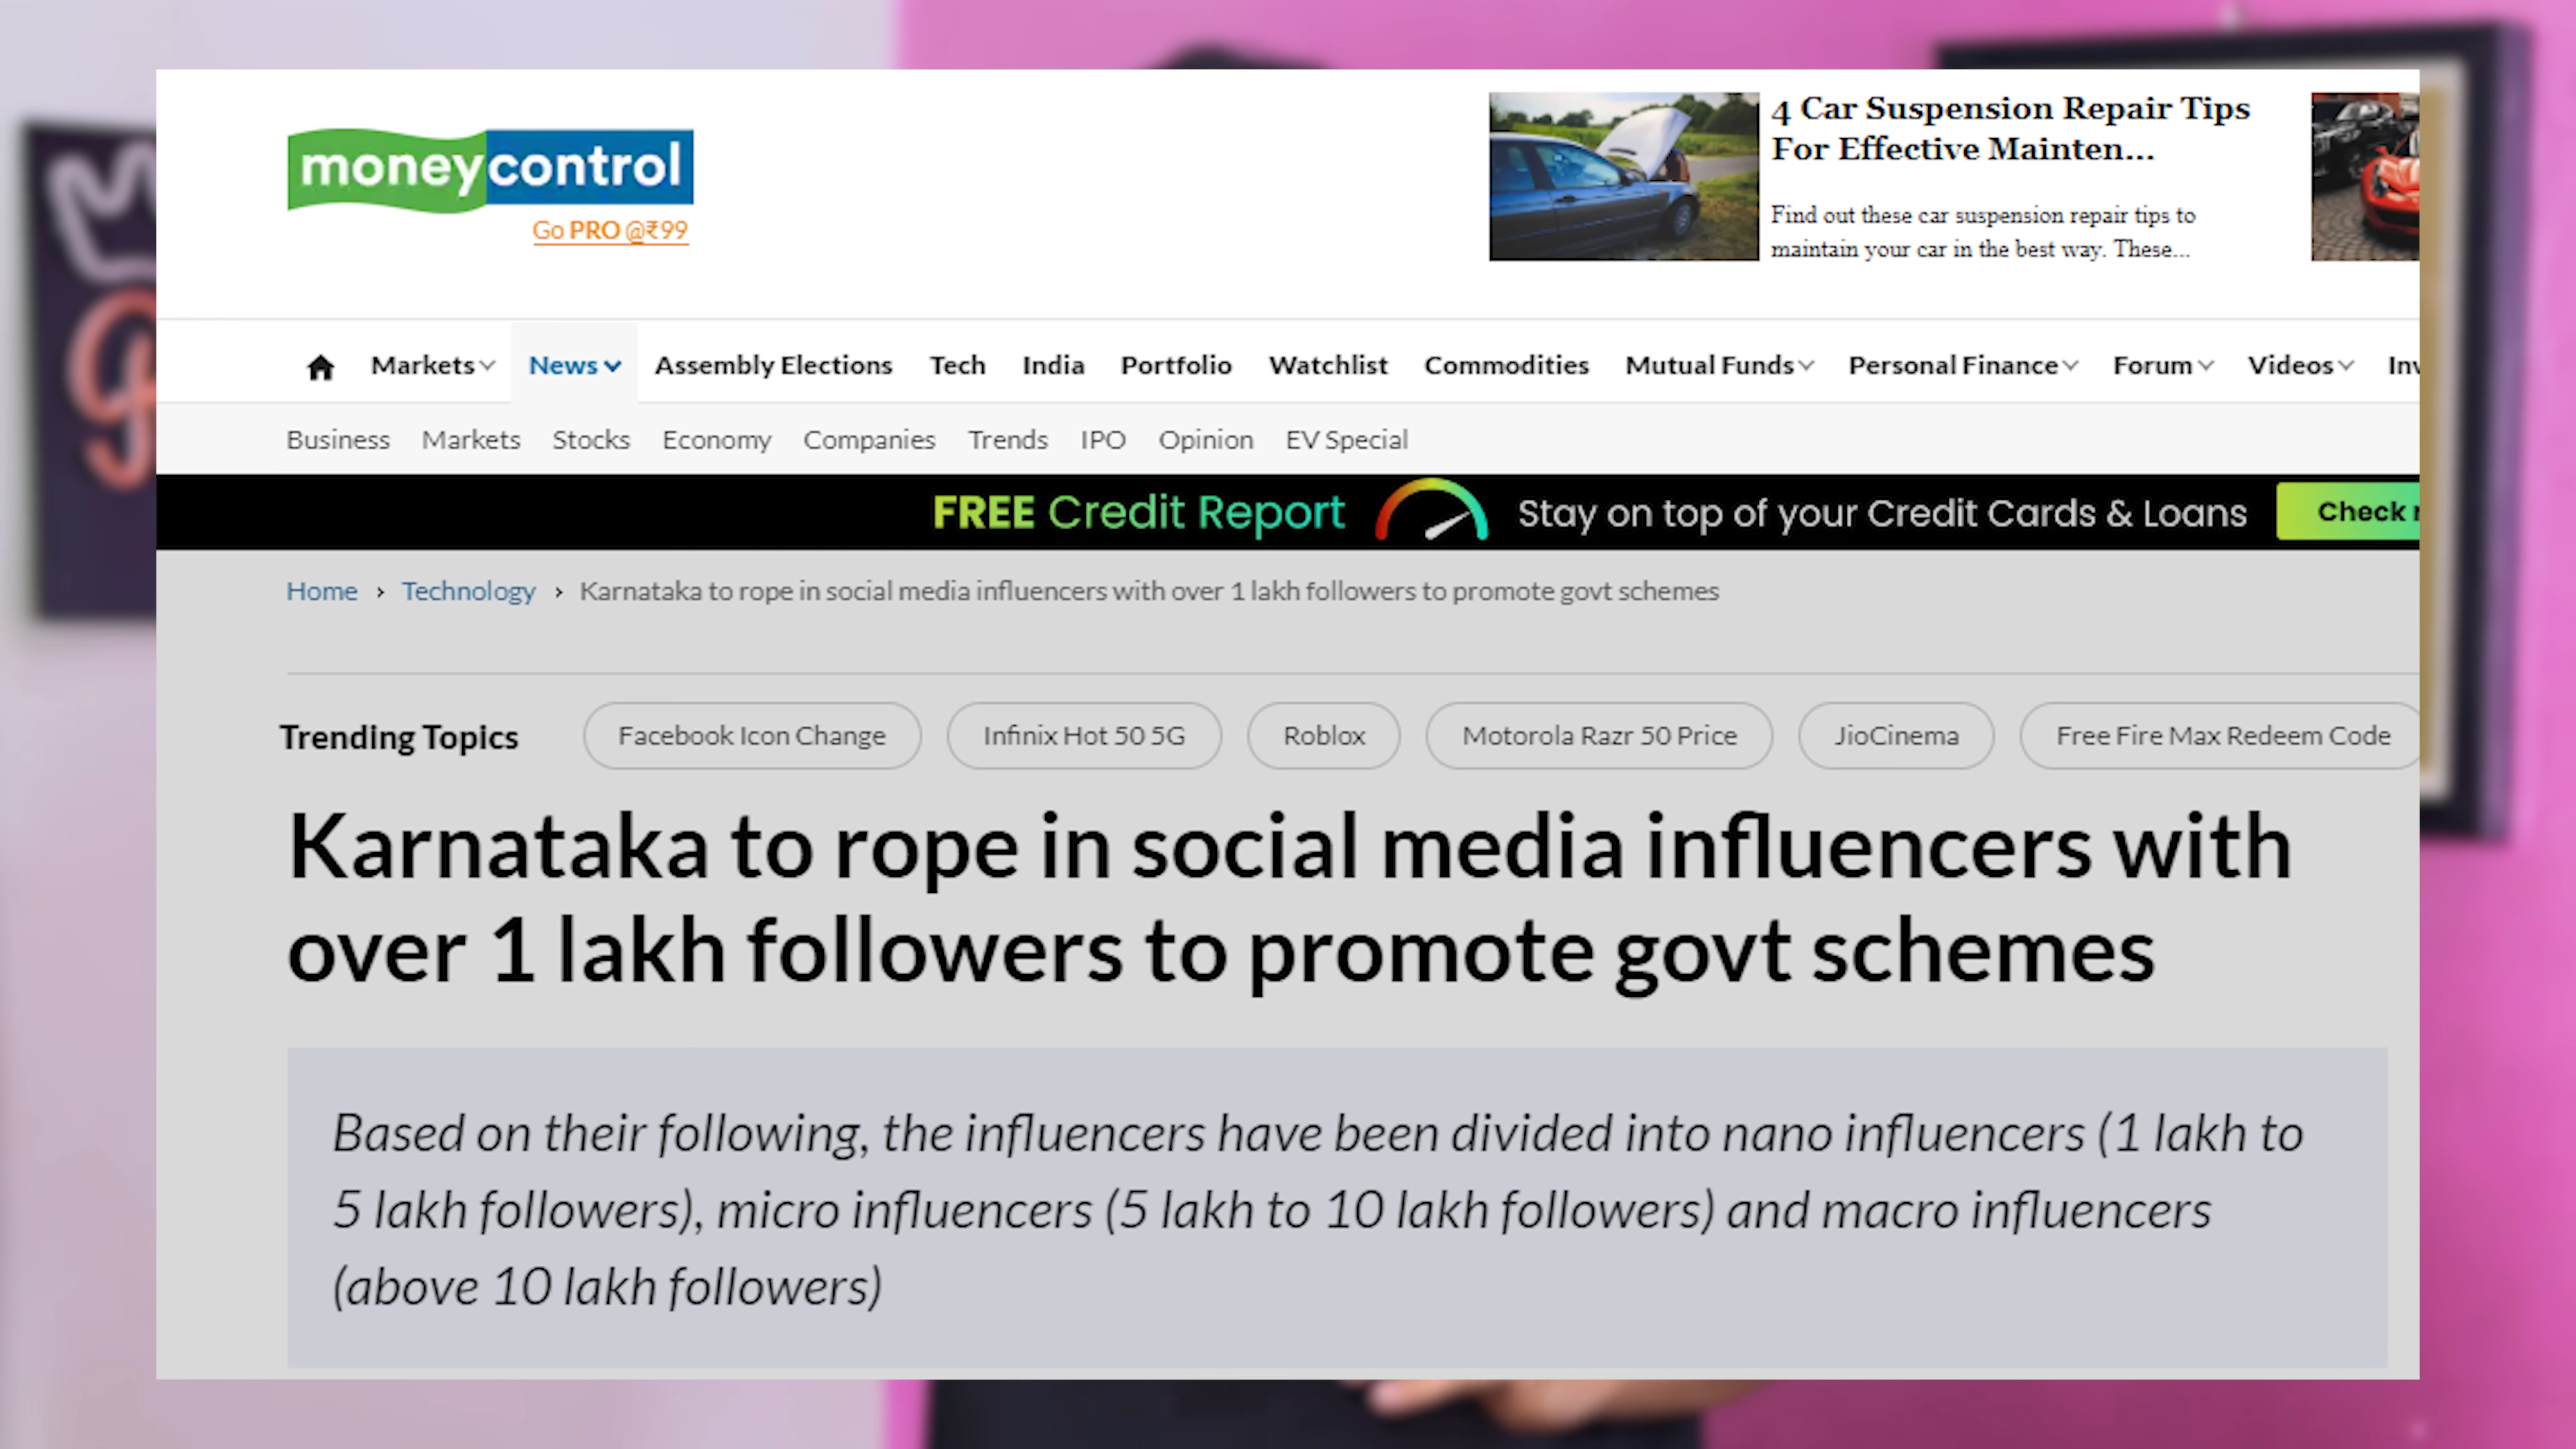 moneycontrol
Go PRO @₹99
4 Car Suspension Repair Tips
For Effective Mainten...
Find out these car suspension repair tips to
maintain your car in the best way. These...
Markets News Assembly Elections Tech India Portfolio Watchlist Commodities Mutual Funds Personal Finance Forum Videos
Business Markets Stocks Economy Companies Trends IPO Opinion EV Special
FREE Credit Report Stay on top of your Credit Cards & Loans Check
Home › Technology › Karnataka to rope in social media influencers with over 1 lakh followers to promote govt schemes
Trending Topics Facebook Icon Change Infinix Hot 50 5G Roblox Motorola Razr 50 Price JioCinema Free Fire Max Redeem Code
Karnataka to rope in social media influencers with
over 1 lakh followers to promote govt schemes
Based on their following, the influencers have been divided into nano influencers (1 lakh to
5 lakh followers), micro influencers (5 lakh to 10 lakh followers) and macro influencers
(above 10 lakh followers)